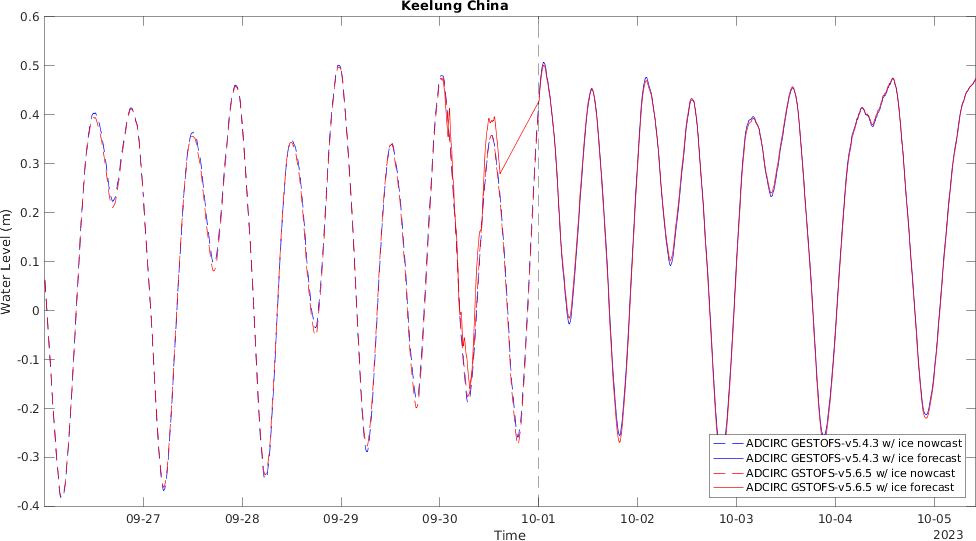 Keelung China
0.6
0.5
0.4
0.3
0.2
0.1
0
-0.1
-0.2
-0.3
-0.4
Water Level (m)
ADCIRC GESTOFS-v5.4.3 w/ ice nowcast
ADCIRC GESTOFS-v5.4.3 w/ ice forecast
ADCIRC GSTOFS-v5.6.5 w/ ice nowcast
ADCIRC GSTOFS-v5.6.5 w/ ice forecast
09-27 09-28 09-29 09-30 10-01 10-02 10-03 10-04 10-05
Time
2023